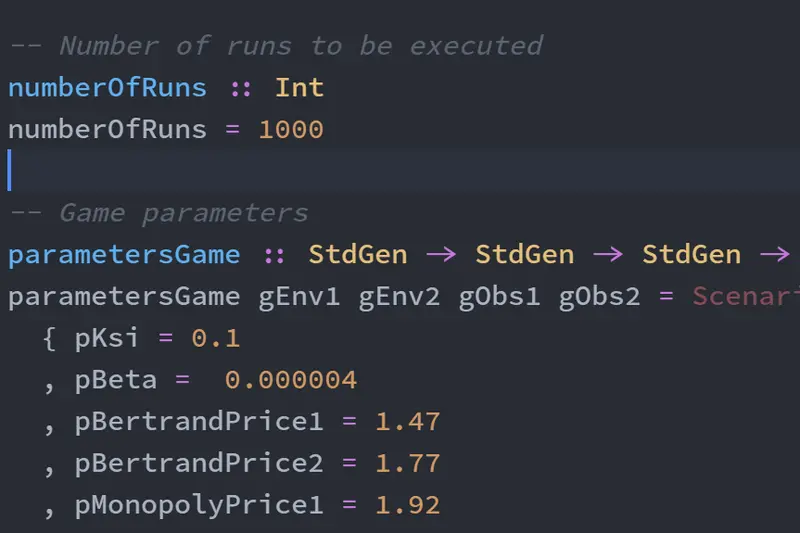 -- Number of runs to be executed
numberOfRuns :: Int
numberOfRuns = 1000
-- Game parameters
parametersGame :: StdGen → StdGen → StdGen →
parametersGame gEnv1 gEnv2 gObs1 gObs2 =
{ pKsi = 0.1
, pBeta =  0.000004
, pBertrandPrice1 = 1.47
, pBertrandPrice2 = 1.77
, pMonopolyPrice1 = 1.92